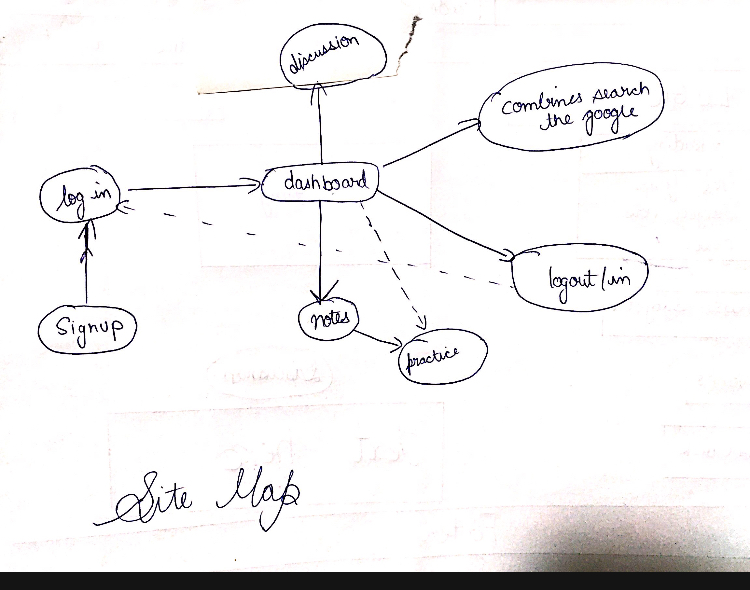 discussion
combines search
the google
log in
dashboard
logout/in
Signup
notes
practice
Site Map